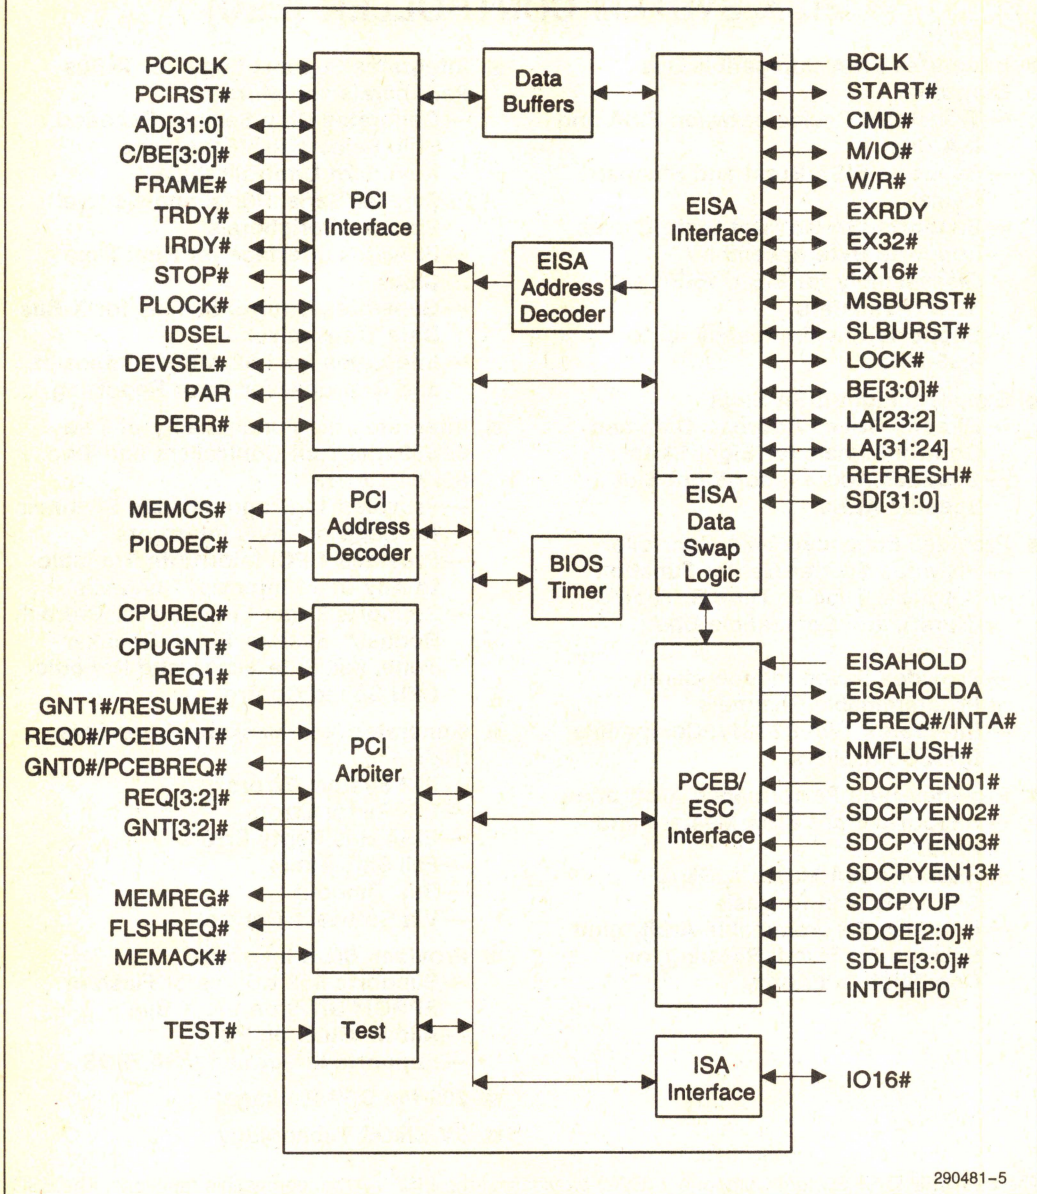 PCICLK
PCIRST#
AD[31:0]
C/BE[3:0]#
FRAME#
TRDY#
IRDY#
STOP#
PLOCK#
IDSEL
DEVSEL#
PAR
PERR#
MEMCS#
PIODEC#
CPUREQ#
CPUGNT#
REQ1#
GNT1#/RESUME#
REQ0#/PCEBGNT#
GNT0#/PCEBREQ#
REQ[3:2]#
GNT[3:2]#
MEMREG#
FLSHREQ#
MEMACK#
TEST#
PCI
Interface
PCI
Address
Decoder
PCI
Arbiter
Test
Data
Buffers
EISA
Address
Decoder
BIOS
Timer
EISA
Interface
EISA
Data
Swap
Logic
PCEB/
ESC
Interface
ISA
Interface
BCLK
START#
CMD#
M/IO#
W/R#
EXRDY
EX32#
EX16#
MSBURST#
SLBURST#
LOCK#
BE[3:0]#
LA[23:2]
LA[31:24]
REFRESH#
SD[31:0]
EISAHOLD
EISAHOLDA
PEREQ#/INTA#
NMFLUSH#
SDCPYEN01#
SDCPYEN02#
SDCPYEN03#
SDCPYEN13#
SDCPYUP
SDOE[2:0]#
SDLE[3:0]#
INTCHIP0
IO16#
290481-5